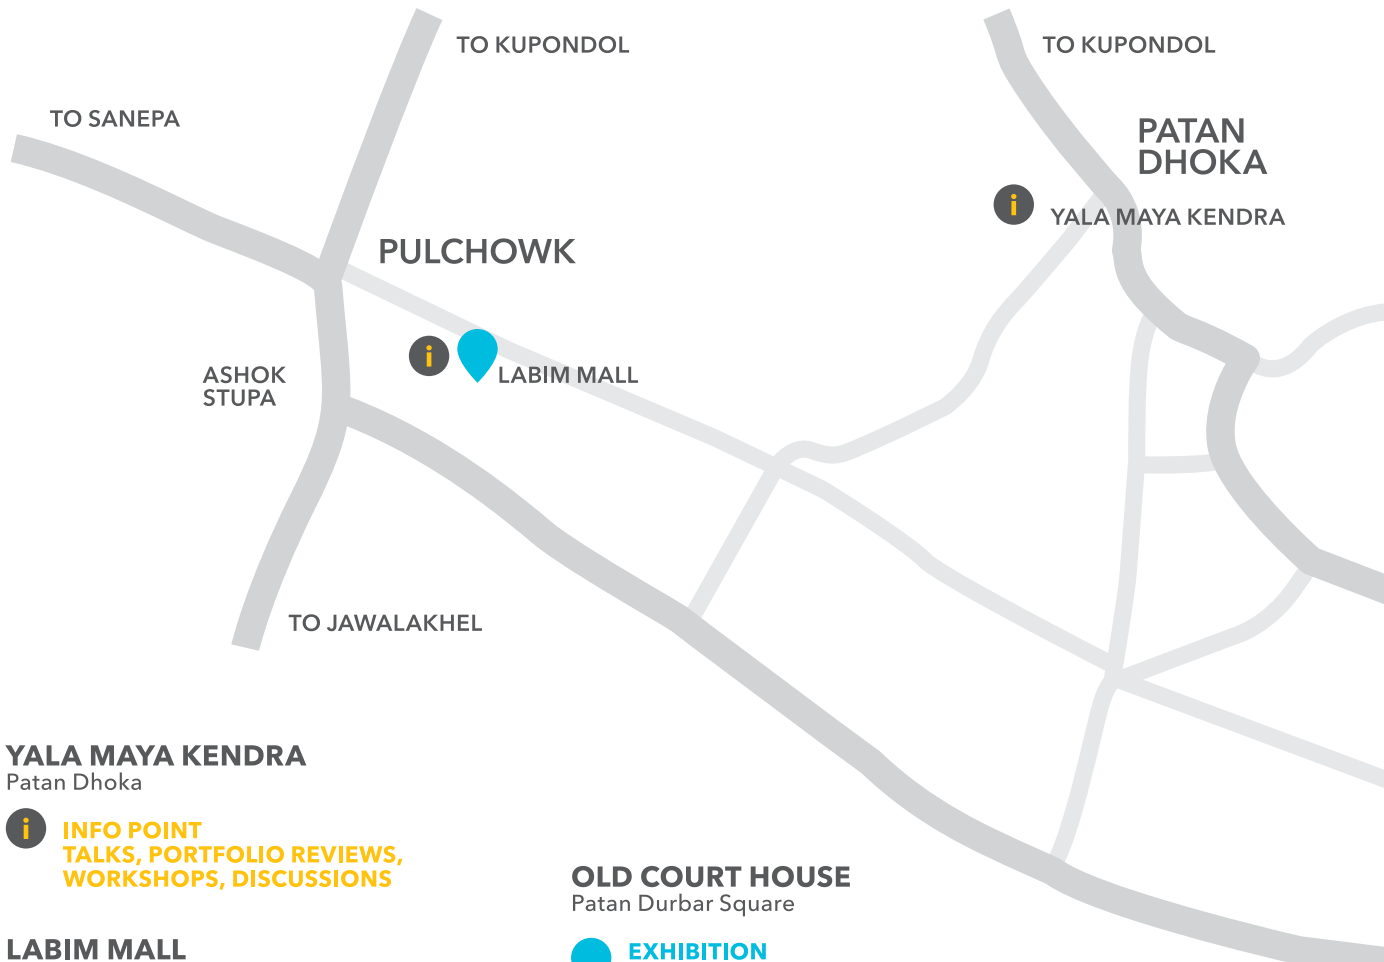 TO KUPONDOL
TO KUPONDOL
TO SANEPA
PATAN
DHOKA
i
YALA MAYA KENDRA
PULCHOWK
i
LABIM MALL
ASHOK
STUPA
TO JAWALAKHEL
YALA MAYA KENDRA
Patan Dhoka
i
INFO POINT
TALKS, PORTFOLIO REVIEWS,
WORKSHOPS, DISCUSSIONS
OLD COURT HOUSE
Patan Durbar Square
EXHIBITION
LABIM MALL